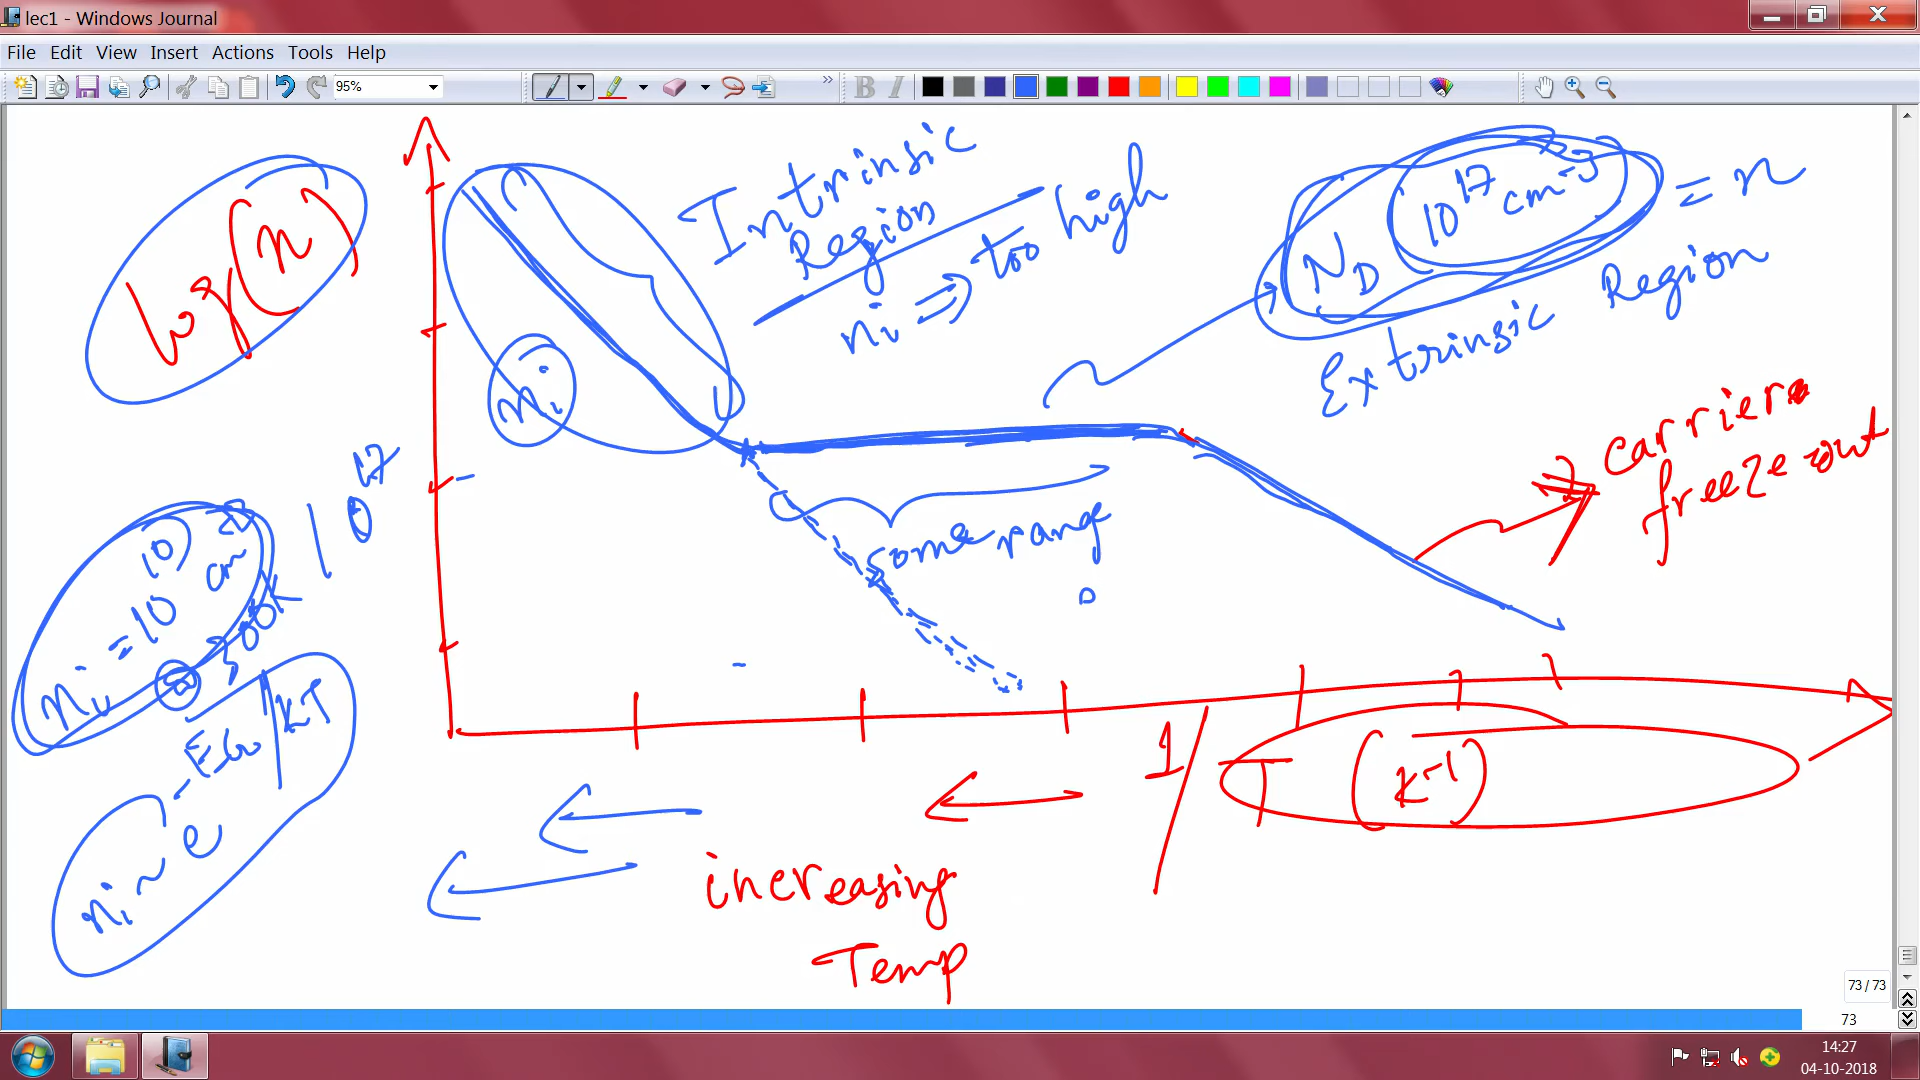 lec1 - Windows Journal
File Edit View Insert Actions Tools Help
95%
B I
log(n)
Intrinsic
Region
ni ⇒ too high
ND 10^17 cm^-3 = n
Extrinsic Region
Carrier
freeze out
ni
10^17
ni = 10^10 cm^-3
300K
some range
ni ~ e^-EG/kT
1/T (K^-1)
increasing
Temp
73 / 73
73
14:27
04-10-2018